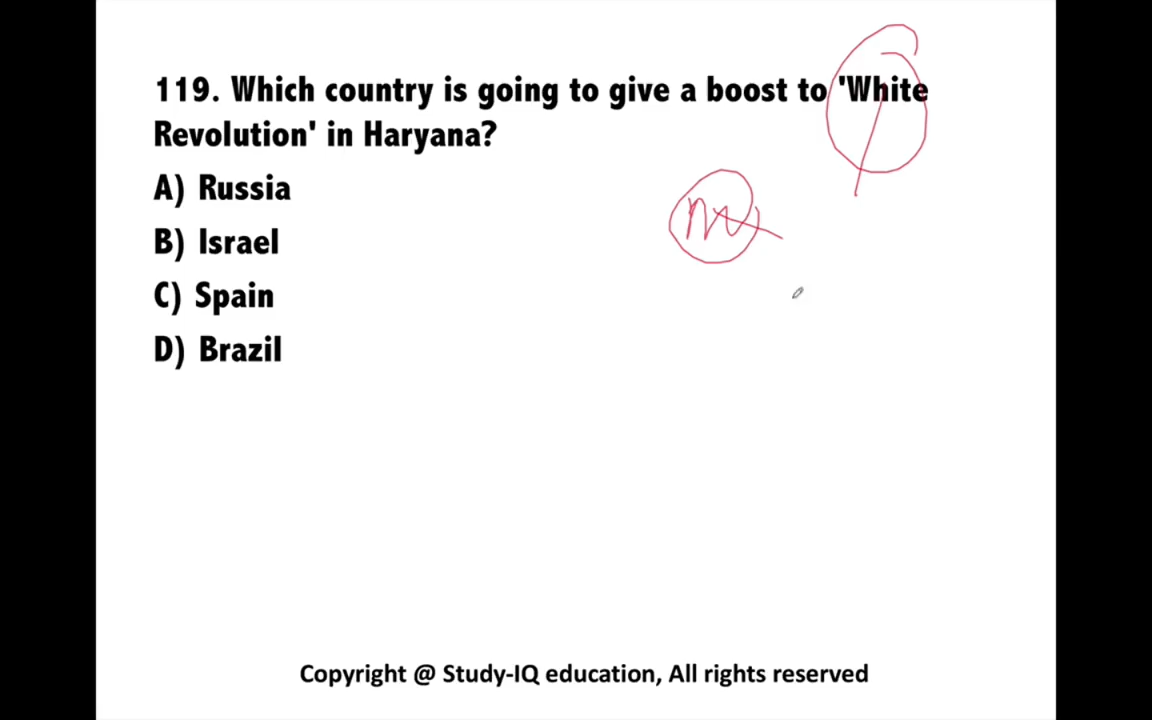 119. Which country is going to give a boost to 'White
Revolution' in Haryana?
A) Russia
B) Israel
C) Spain
D) Brazil
Copyright @ Study-IQ education, All rights reserved